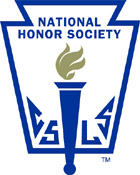 NATIONAL
HONOR SOCIETY
C S L S
TM